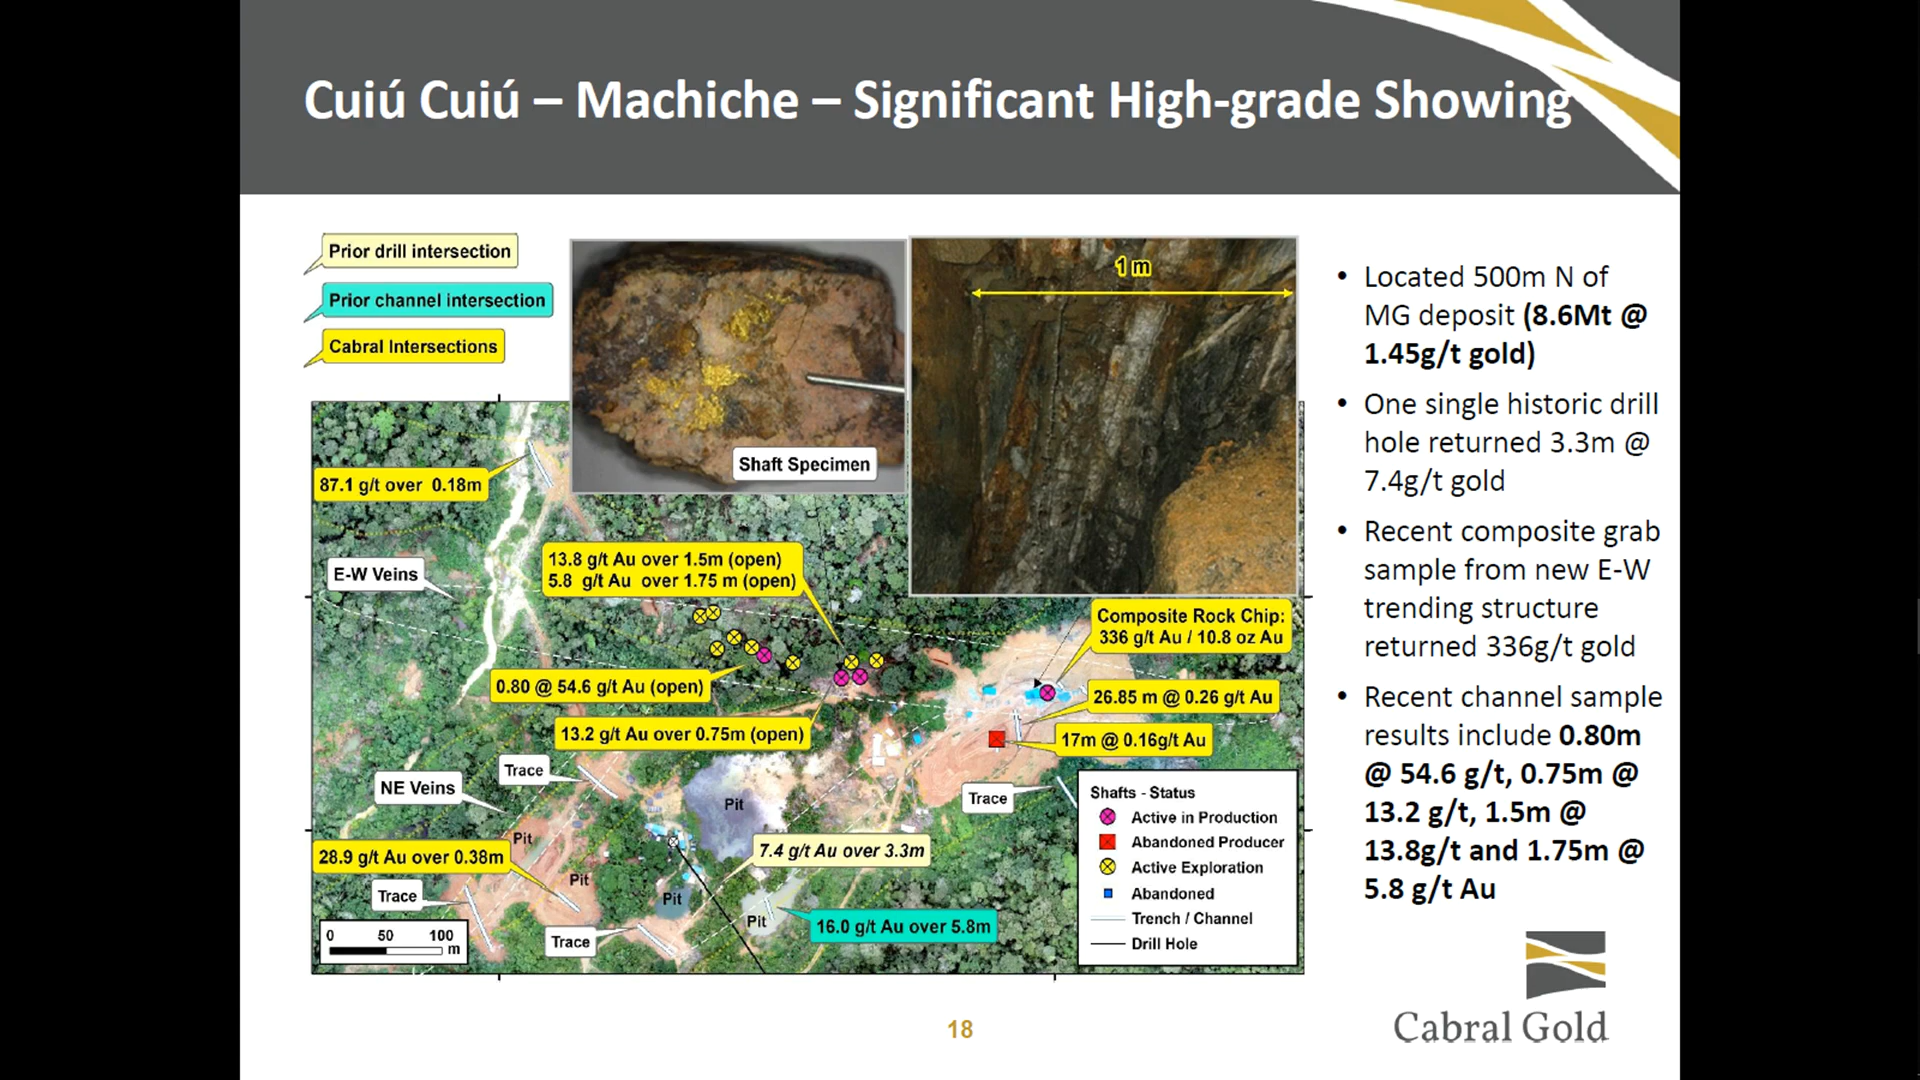 Cuiú Cuiú – Machiche – Significant High-grade Showing
Prior drill intersection
Prior channel intersection
Cabral Intersections
Shaft Specimen
1 m
87.1 g/t over 0.18m
E-W Veins
13.8 g/t Au over 1.5m (open)
5.8 g/t Au over 1.75 m (open)
Composite Rock Chip:
336 g/t Au / 10.8 oz Au
0.80 @ 54.6 g/t Au (open)
26.85 m @ 0.26 g/t Au
13.2 g/t Au over 0.75m (open)
17m @ 0.16g/t Au
Trace
NE Veins
Trace
Pit
Pit
28.9 g/t Au over 0.38m
7.4 g/t Au over 3.3m
Pit
Trace
Pit
Pit
16.0 g/t Au over 5.8m
Trace
0 50 100
m
Shafts - Status
Active in Production
Abandoned Producer
Active Exploration
Abandoned
Trench / Channel
Drill Hole
• Located 500m N of
MG deposit (8.6Mt @
1.45g/t gold)
• One single historic drill
hole returned 3.3m @
7.4g/t gold
• Recent composite grab
sample from new E-W
trending structure
returned 336g/t gold
• Recent channel sample
results include 0.80m
@ 54.6 g/t, 0.75m @
13.2 g/t, 1.5m @
13.8g/t and 1.75m @
5.8 g/t Au
Cabral Gold
18